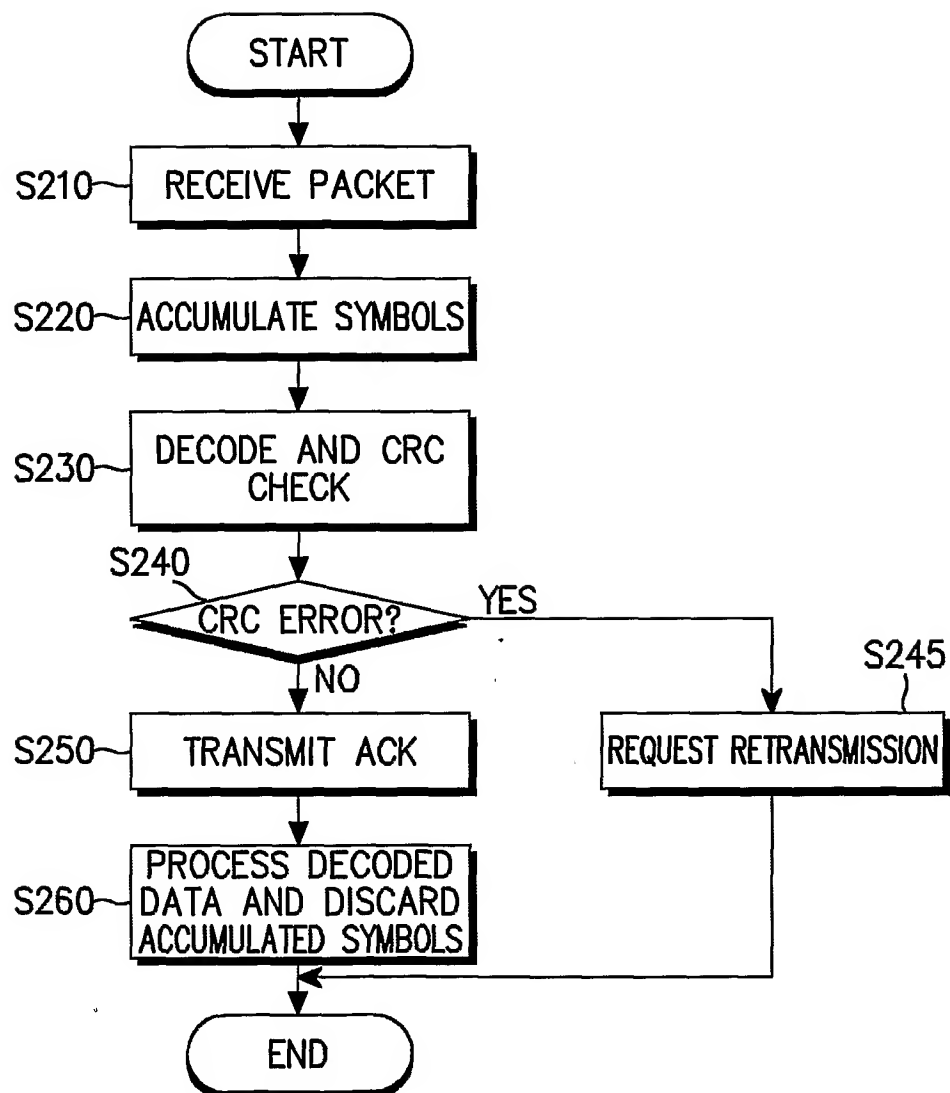 START
S210
RECEIVE PACKET
S220
ACCUMULATE SYMBOLS
S230
DECODE AND CRC
CHECK
S240
CRC ERROR?
YES
NO
S245
S250
TRANSMIT ACK
REQUEST RETRANSMISSION
S260
PROCESS DECODED
DATA AND DISCARD
ACCUMULATED SYMBOLS
END